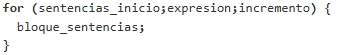 for (sentencias_inicio;expresion;incremento) {
  bloque_sentencias;
}